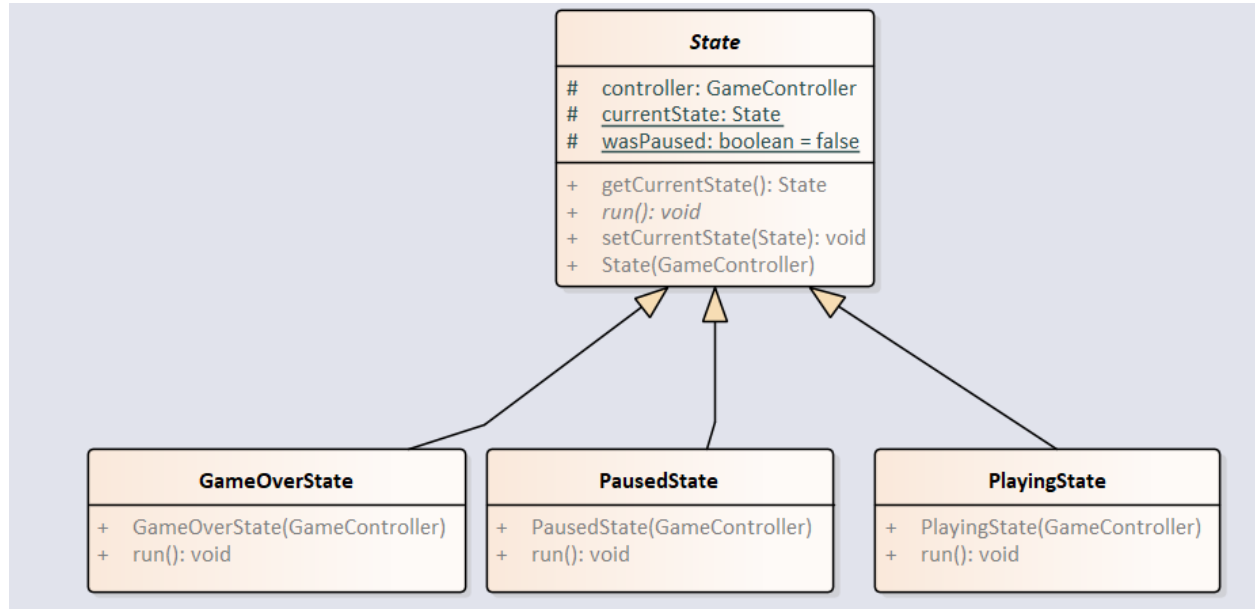 State
# controller: GameController
# currentState: State
# wasPaused: boolean = false
+ getCurrentState(): State
+ run(): void
+ setCurrentState(State): void
+ State(GameController)
GameOverState
+ GameOverState(GameController)
+ run(): void
PausedState
+ PausedState(GameController)
+ run(): void
PlayingState
+ PlayingState(GameController)
+ run(): void